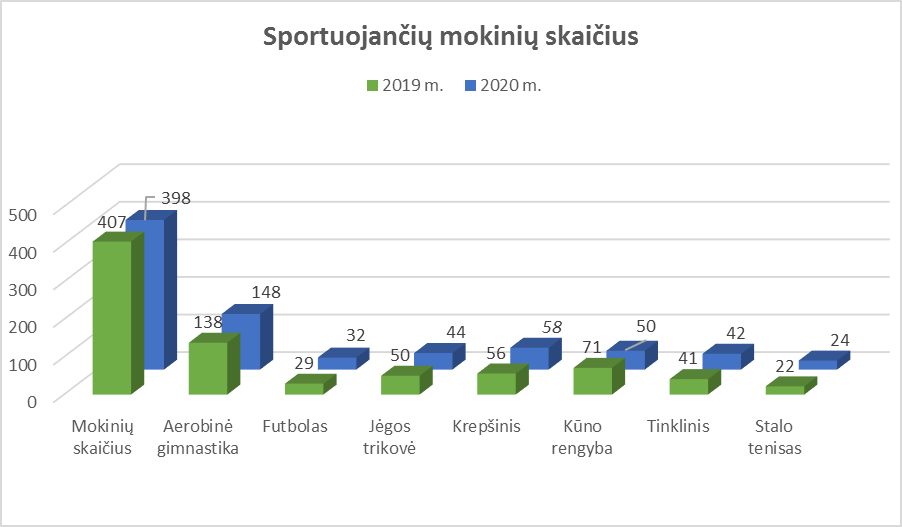 Sportuojančių mokinių skaičius
2019 m. 2020 m.
500
400
300
200
100
0
407 398
138 148
29 32
50 44
56 58
71 50
41 42
22 24
Mokinių
skaičius
Aerobinė
gimnastika
Futbolas
Jėgos
trikovė
Krepšinis
Kūno
rengyba
Tinklinis
Stalo
tenisas